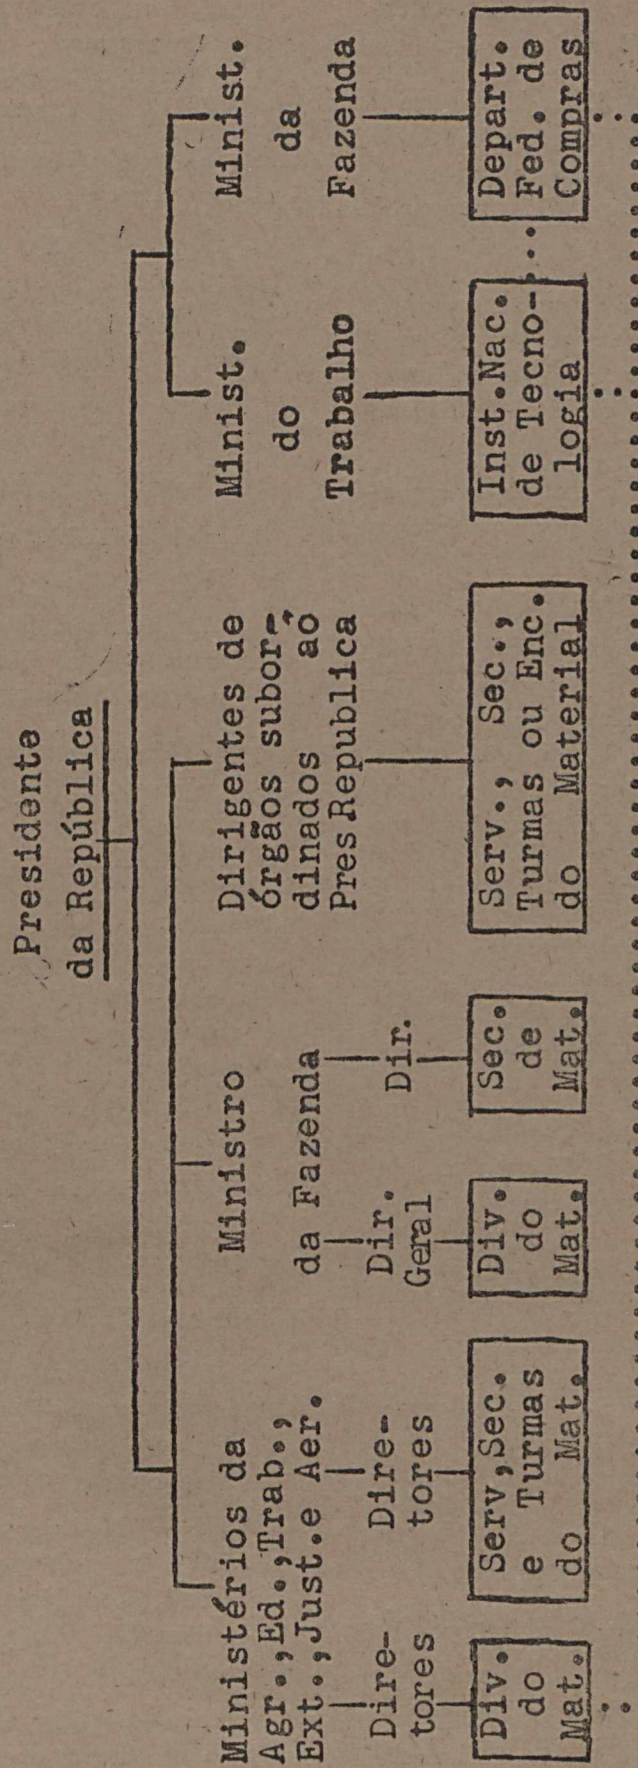 Presidente
da República
Ministérios da
Agr.,Ed.,Trab.,
Ext.,Just.e Aer.
Dire-
tores
Div.
do
Mat.
Dire-
tores
Serv,Sec.
e Turmas
do Mat.
Ministro
da Fazenda
Dir.
Geral
Div.
do
Mat.
Dir.
Sec.
de
Mat.
Dirigentes de
órgãos subor-
dinados ao
Pres Republica
Serv., Sec.,
Turmas ou Enc.
do Material
Minist.
do
Trabalho
Inst.Nac.
de Tecno-
logia
Minist.
da
Fazenda
Depart.
Fed. de
Compras